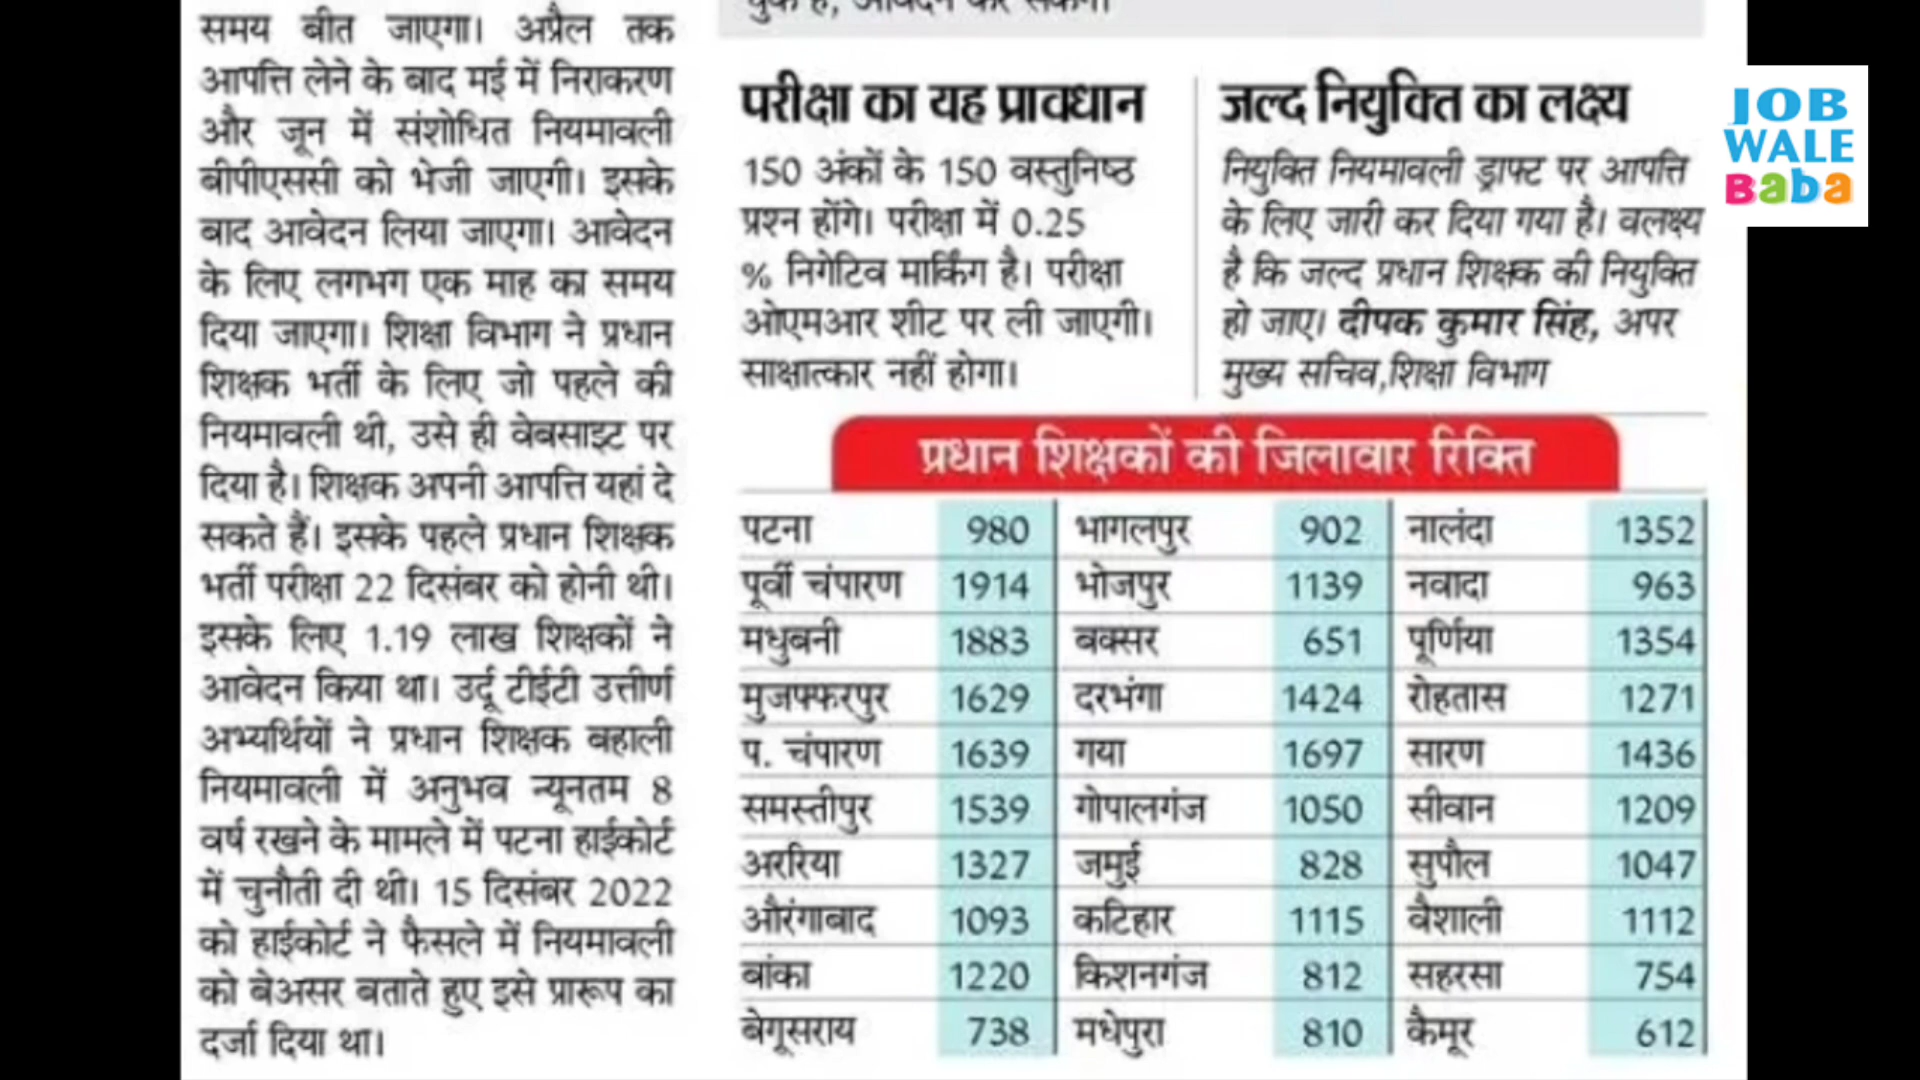 समय बीत जाएगा। अप्रैल तक
आपत्ति लेने के बाद मई में निराकरण
और जून में संशोधित नियमावली
बीपीएससी को भेजी जाएगी। इसके
बाद आवेदन लिया जाएगा। आवेदन
के लिए लगभग एक माह का समय
दिया जाएगा। शिक्षा विभाग ने प्रधान
शिक्षक भर्ती के लिए जो पहले की
नियमावली थी, उसे ही वेबसाइट पर
दिया है। शिक्षक अपनी आपत्ति यहां दे
सकते हैं। इसके पहले प्रधान शिक्षक
भर्ती परीक्षा 22 दिसंबर को होनी थी।
इसके लिए 1.19 लाख शिक्षकों ने
आवेदन किया था। उर्दू टीईटी उत्तीर्ण
अभ्यर्थियों ने प्रधान शिक्षक बहाली
नियमावली में अनुभव न्यूनतम 8
वर्ष रखने के मामले में पटना हाईकोर्ट
में चुनौती दी थी। 15 दिसंबर 2022
को हाईकोर्ट ने फैसले में नियमावली
को बेअसर बताते हुए इसे प्रारूप का
दर्जा दिया था।
चुके है, आवेदन कर सकेंगे।
परीक्षा का यह प्रावधान
150 अंकों के 150 वस्तुनिष्ठ
प्रश्न होंगे। परीक्षा में 0.25
% निगेटिव मार्किंग है। परीक्षा
ओएमआर शीट पर ली जाएगी।
साक्षात्कार नहीं होगा।
जल्द नियुक्ति का लक्ष्य
नियुक्ति नियमावली ड्राफ्ट पर आपत्ति
के लिए जारी कर दिया गया है। वलक्ष्य
है कि जल्द प्रधान शिक्षक की नियुक्ति
हो जाए। दीपक कुमार सिंह, अपर
मुख्य सचिव,शिक्षा विभाग
JOB
WALE
Baba
प्रधान शिक्षकों की जिलावार रिक्ति
पटना 980 भागलपुर 902 नालंदा 1352
पूर्वी चंपारण 1914 भोजपुर 1139 नवादा 963
मधुबनी 1883 बक्सर 651 पूर्णिया 1354
मुजफ्फरपुर 1629 दरभंगा 1424 रोहतास 1271
प. चंपारण 1639 गया 1697 सारण 1436
समस्तीपुर 1539 गोपालगंज 1050 सीवान 1209
अररिया 1327 जमुई 828 सुपौल 1047
औरंगाबाद 1093 कटिहार 1115 वैशाली 1112
बांका 1220 किशनगंज 812 सहरसा 754
बेगूसराय 738 मधेपुरा 810 कैमूर 612